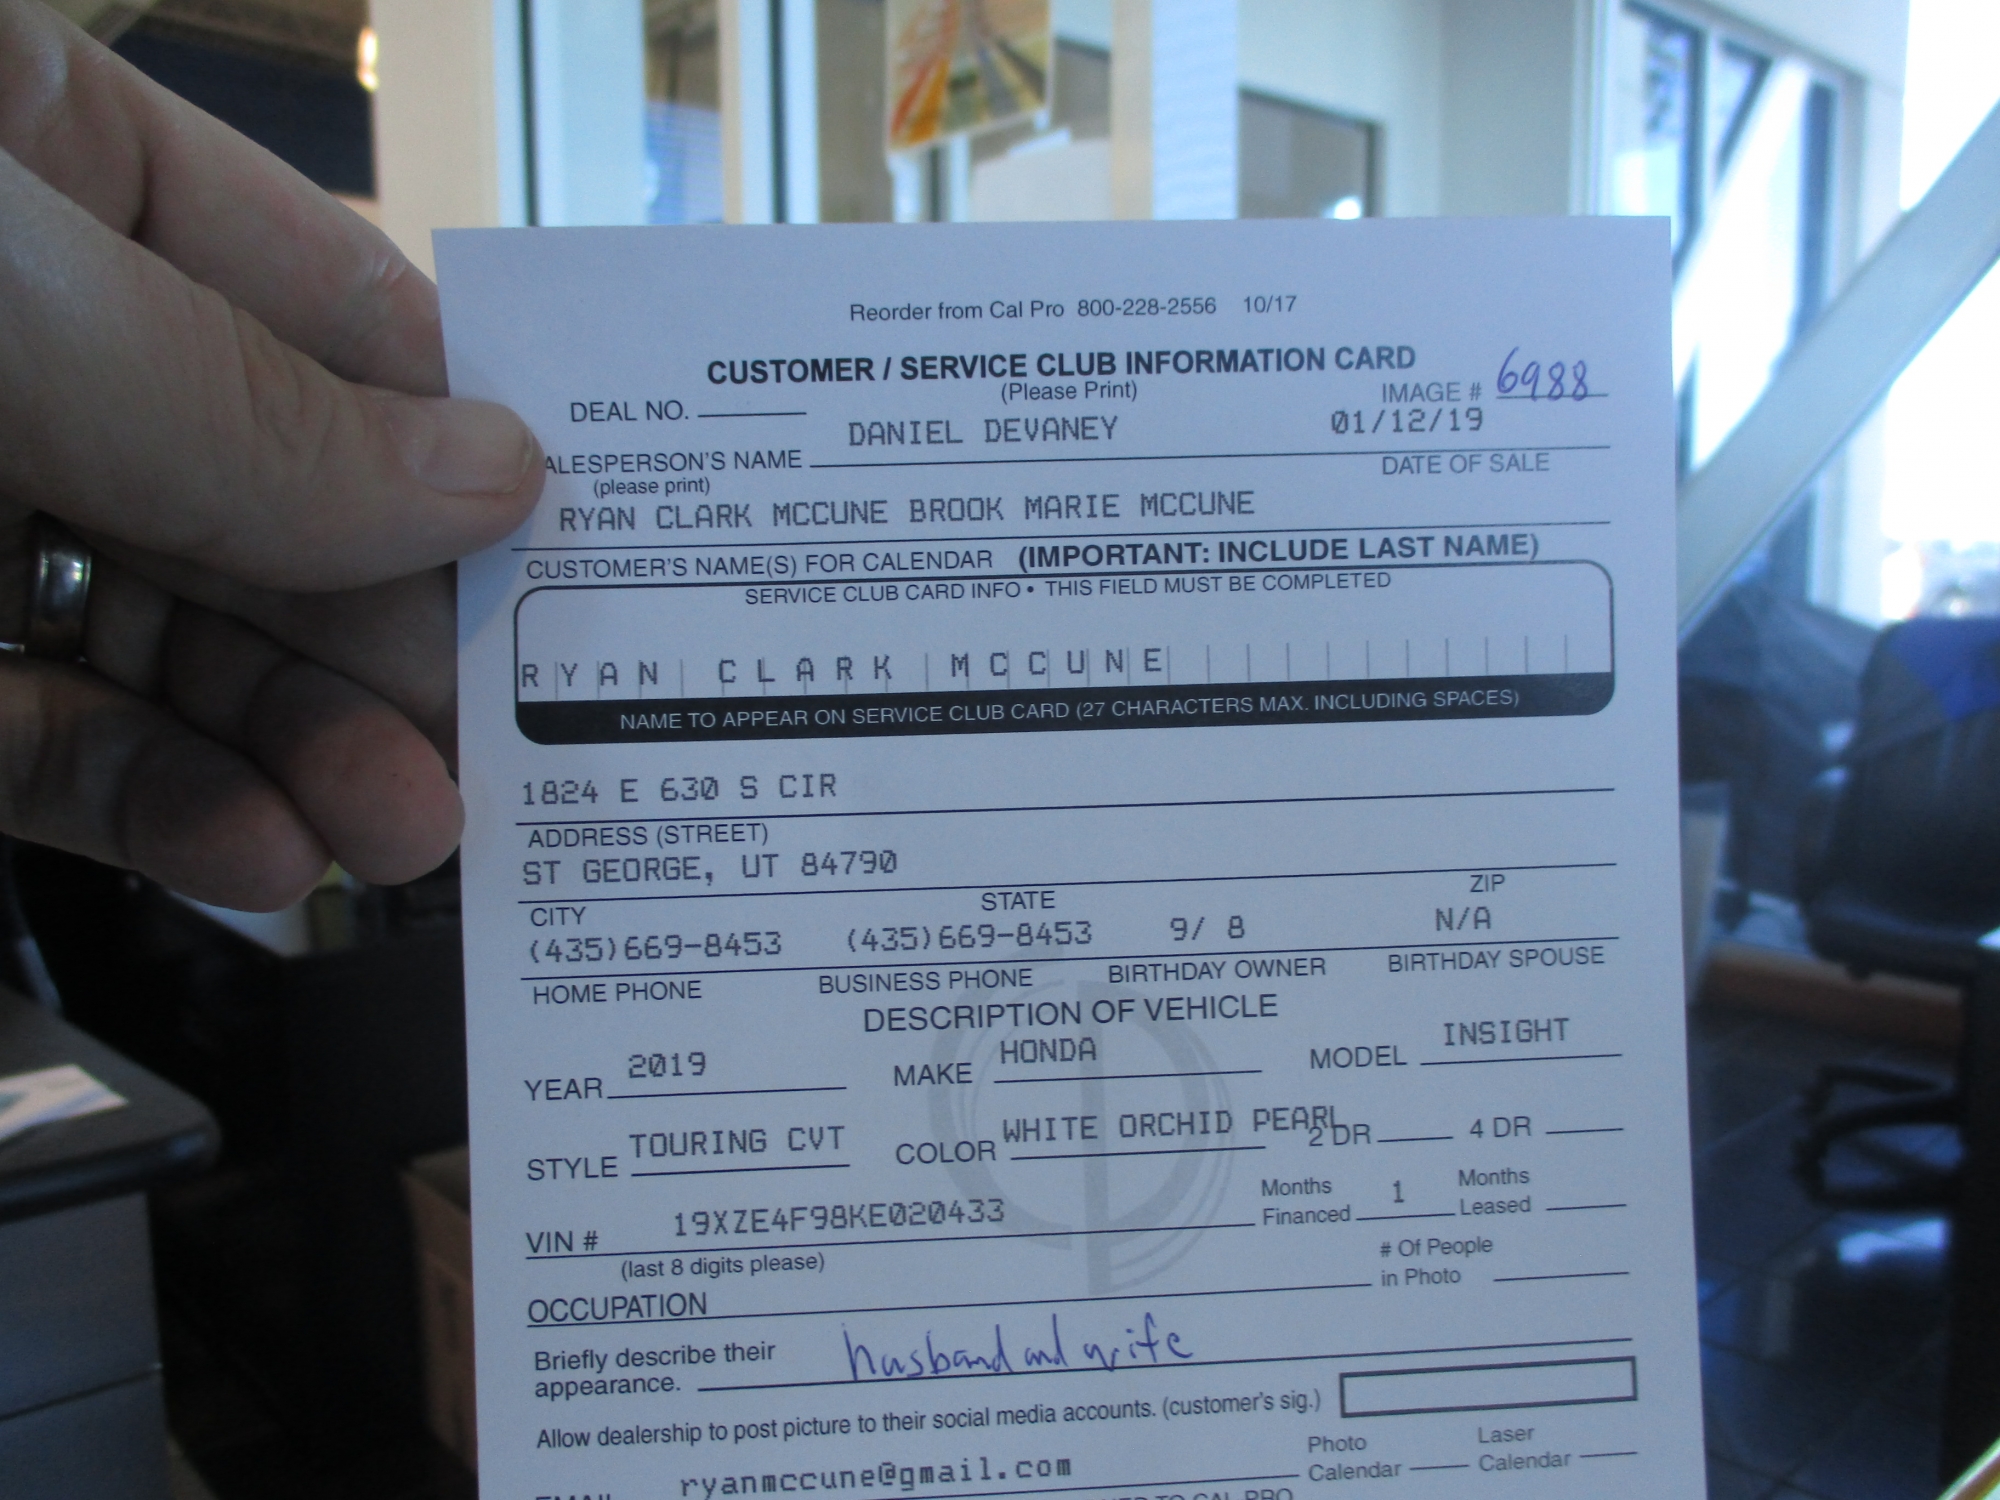 Reorder from Cal Pro 800-228-2556 10/17
CUSTOMER / SERVICE CLUB INFORMATION CARD
(Please Print)
DEAL NO. IMAGE # 6988
DANIEL DEVANEY 01/12/19
ALESPERSON'S NAME DATE OF SALE
(please print)
RYAN CLARK MCCUNE BROOK MARIE MCCUNE
CUSTOMER'S NAME(S) FOR CALENDAR (IMPORTANT: INCLUDE LAST NAME)
SERVICE CLUB CARD INFO • THIS FIELD MUST BE COMPLETED
RYAN CLARK MCCUNE
NAME TO APPEAR ON SERVICE CLUB CARD (27 CHARACTERS MAX. INCLUDING SPACES)
1824 E 630 S CIR
ADDRESS (STREET)
ST GEORGE, UT 84790
CITY STATE ZIP
(435)669-8453 (435)669-8453 9/ 8 N/A
HOME PHONE BUSINESS PHONE BIRTHDAY OWNER BIRTHDAY SPOUSE
DESCRIPTION OF VEHICLE
YEAR 2019 MAKE HONDA MODEL INSIGHT
STYLE TOURING CVT COLOR WHITE ORCHID PEARL 2 DR 4 DR
VIN # 19XZE4F98KE020433 Months Financed 1 Months Leased
(last 8 digits please)
OCCUPATION # Of People in Photo
Briefly describe their
appearance. husband and wife
Allow dealership to post picture to their social media accounts. (customer's sig.)
ryanmccune@gmail.com Photo Calendar Laser Calendar